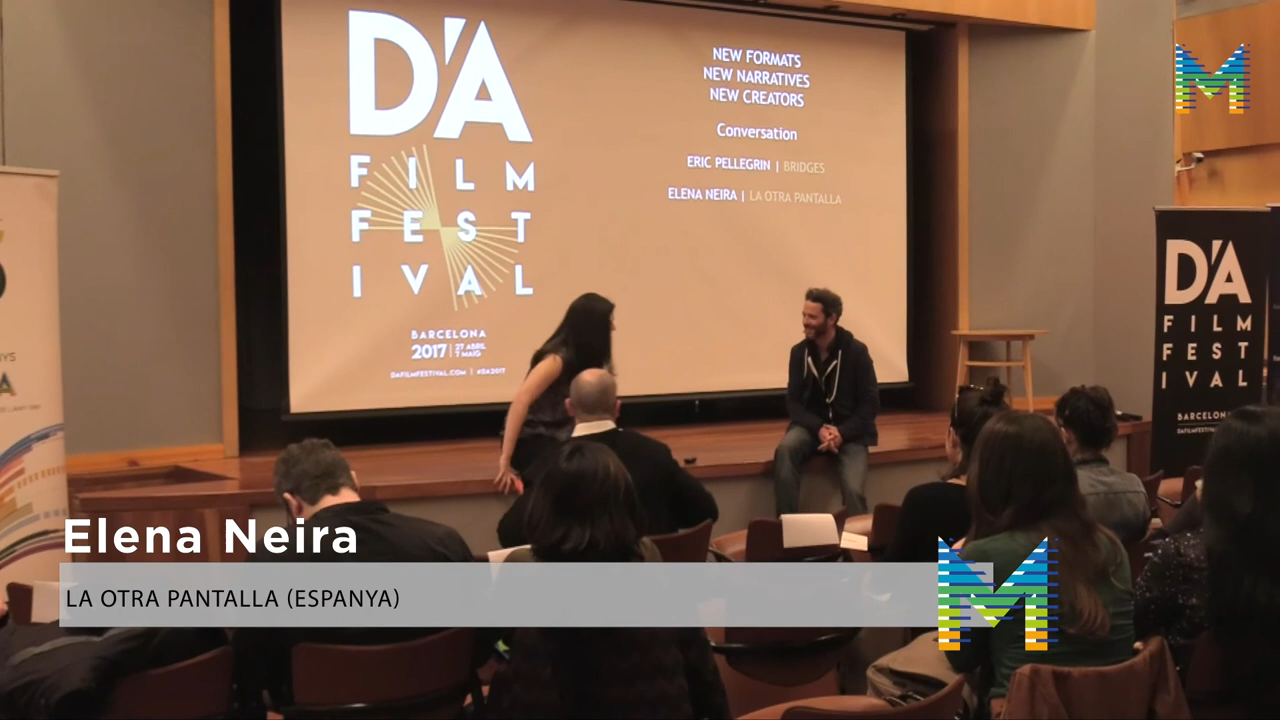 D'A
FILM
FEST
IVAL
BARCELONA
2017 | 27 ABRIL
7 MAIG
DAFILMFESTIVAL.COM | #DA2017
NEW FORMATS
NEW NARRATIVES
NEW CREATORS
Conversation
ERIC PELLEGRIN | BRIDGES
ELENA NEIRA | LA OTRA PANTALLA
M
D'A
FILM
FEST
IVAL
BARCELONA
Elena Neira
LA OTRA PANTALLA (ESPANYA)
M